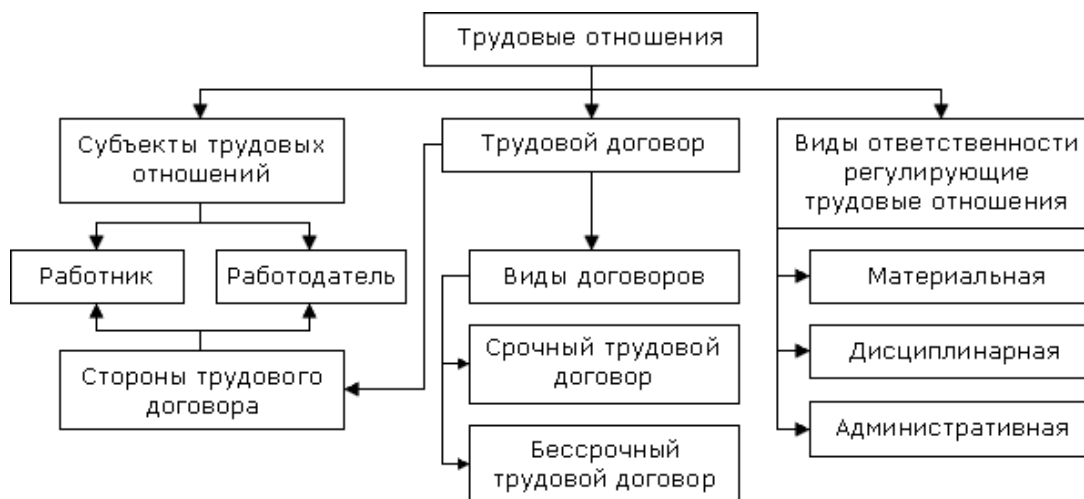 Трудовые отношения
Субъекты трудовых
отношений
Трудовой договор
Виды ответственности
регулирующие
трудовые отношения
Работник
Работодатель
Виды договоров
Материальная
Стороны трудового
договора
Срочный трудовой
договор
Дисциплинарная
Бессрочный
трудовой договор
Административная